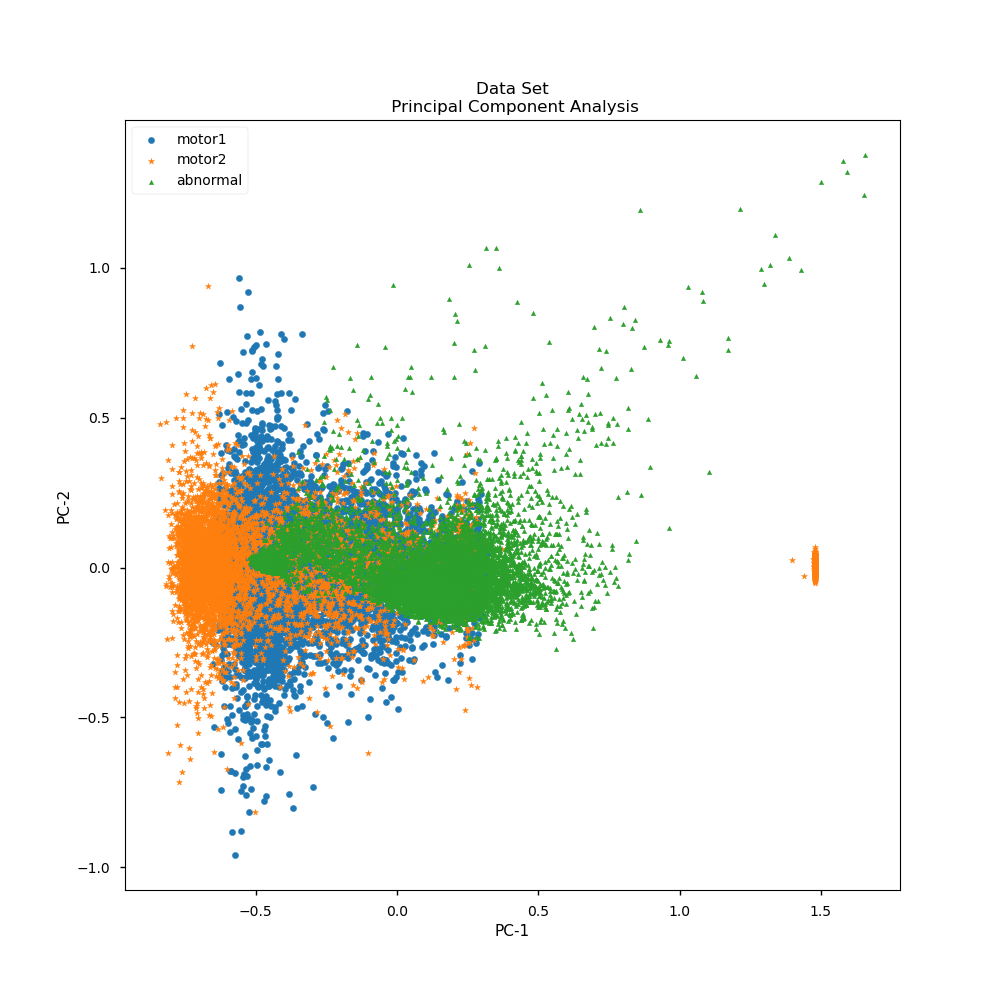 Data Set
Principal Component Analysis
motor1
motor2
abnormal
PC-2
1.0
0.5
0.0
−0.5
−1.0
−0.5
0.0
0.5
1.0
1.5
PC-1